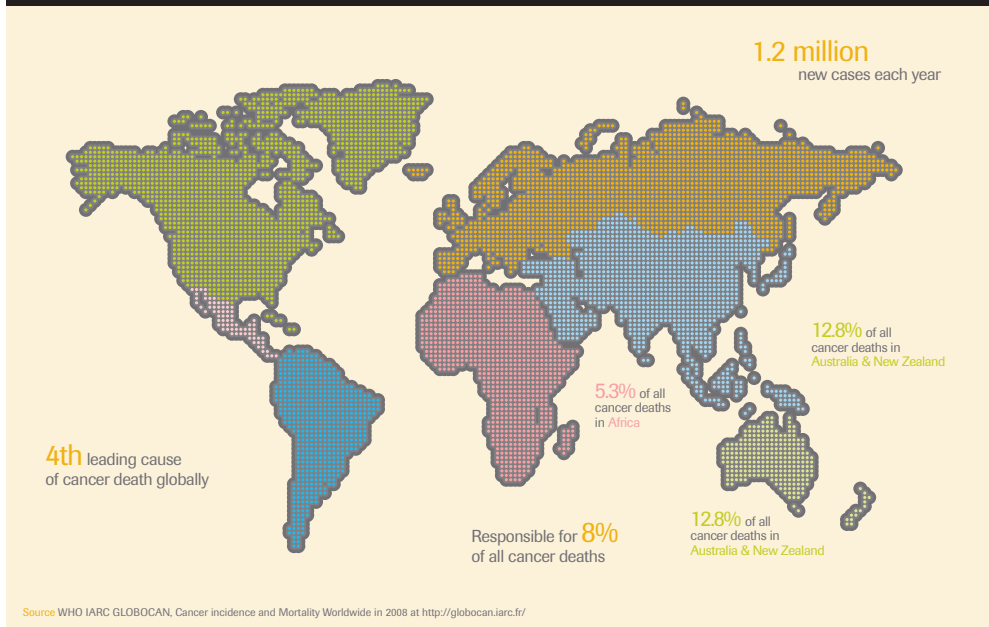 1.2 million
new cases each year
12.8% of all
cancer deaths in
Australia & New Zealand
5.3% of all
cancer deaths
in Africa
4th leading cause
of cancer death globally
12.8% of all
cancer deaths in
Australia & New Zealand
Responsible for 8%
of all cancer deaths
Source WHO IARC GLOBOCAN, Cancer incidence and Mortality Worldwide in 2008 at http://globocan.iarc.fr/